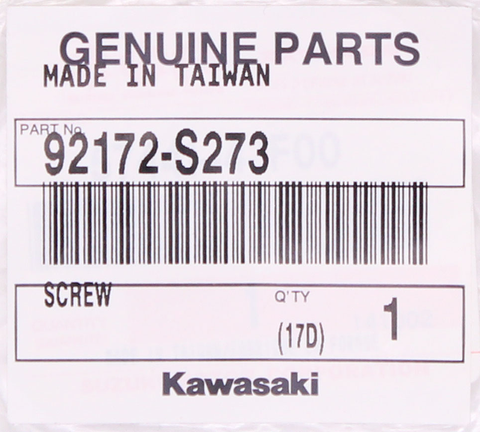 GENUINE PARTS
MADE IN TAIWAN
PART No.
92172-S273
SCREW
Q'TY
(17D) 1
Kawasaki